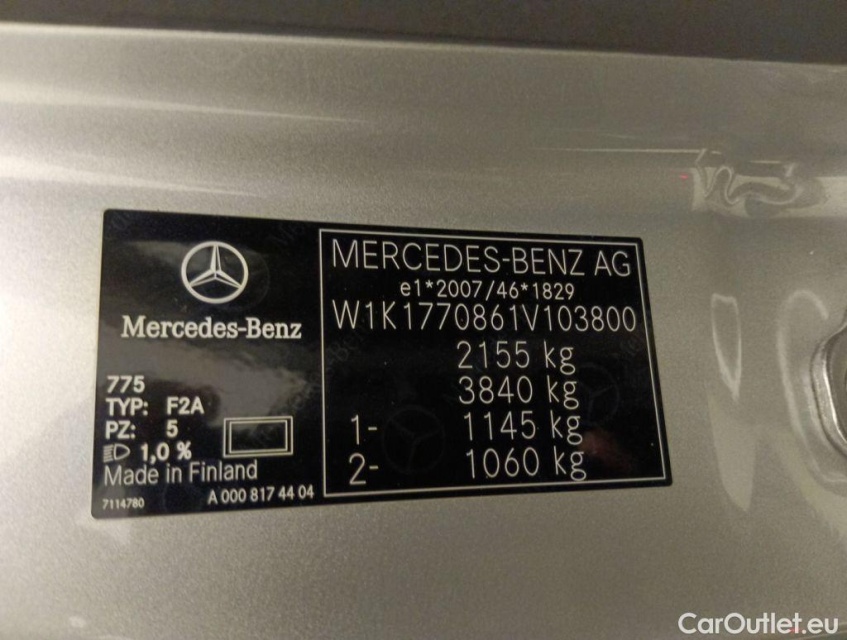 Mercedes-Benz
775
TYP: F2A
PZ: 5
1,0 %
Made in Finland
7114780 A 000 817 44 04
MERCEDES-BENZ AG
e1*2007/46*1829
W1K1770861V103800
2155 kg
3840 kg
1- 1145 kg
2- 1060 kg
CarOutlet.eu